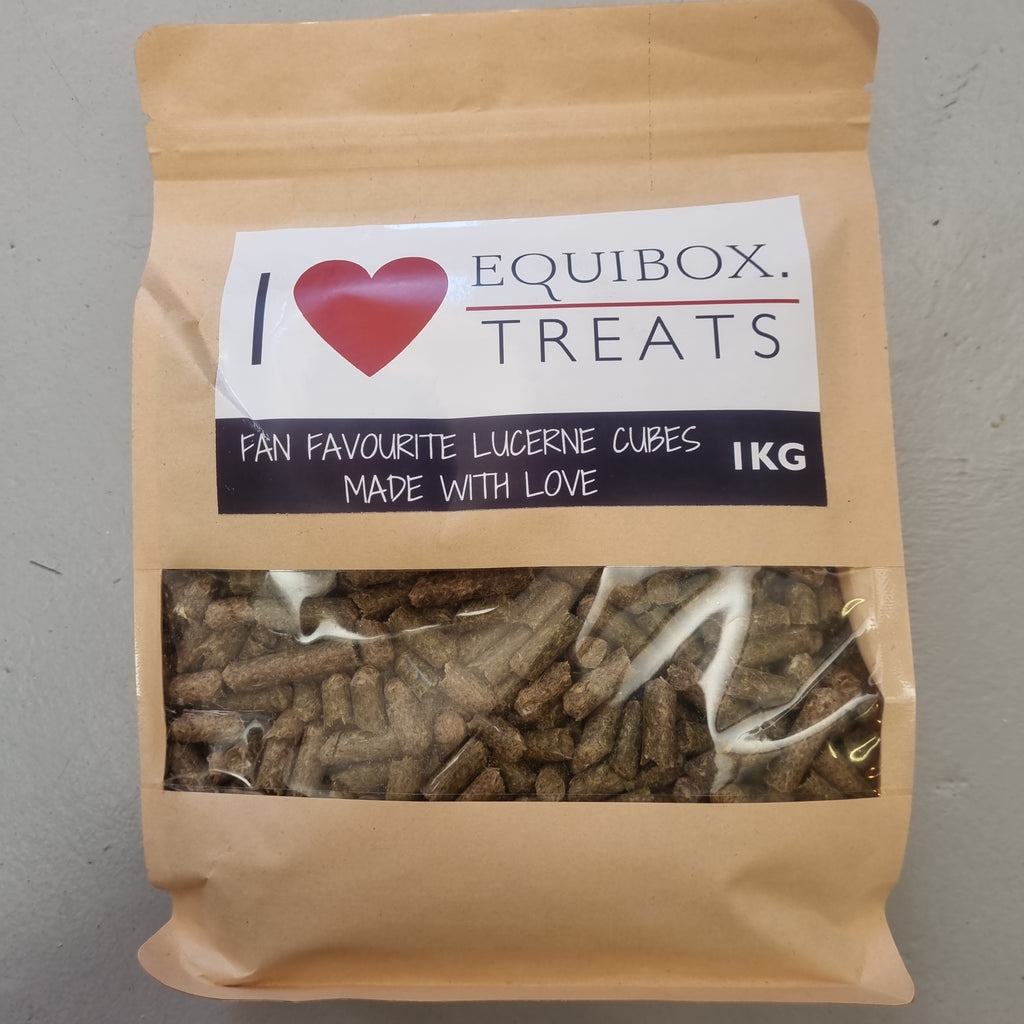 I ❤ EQUIBOX.
TREATS
FAN FAVOURITE LUCERNE CUBES
MADE WITH LOVE
1KG